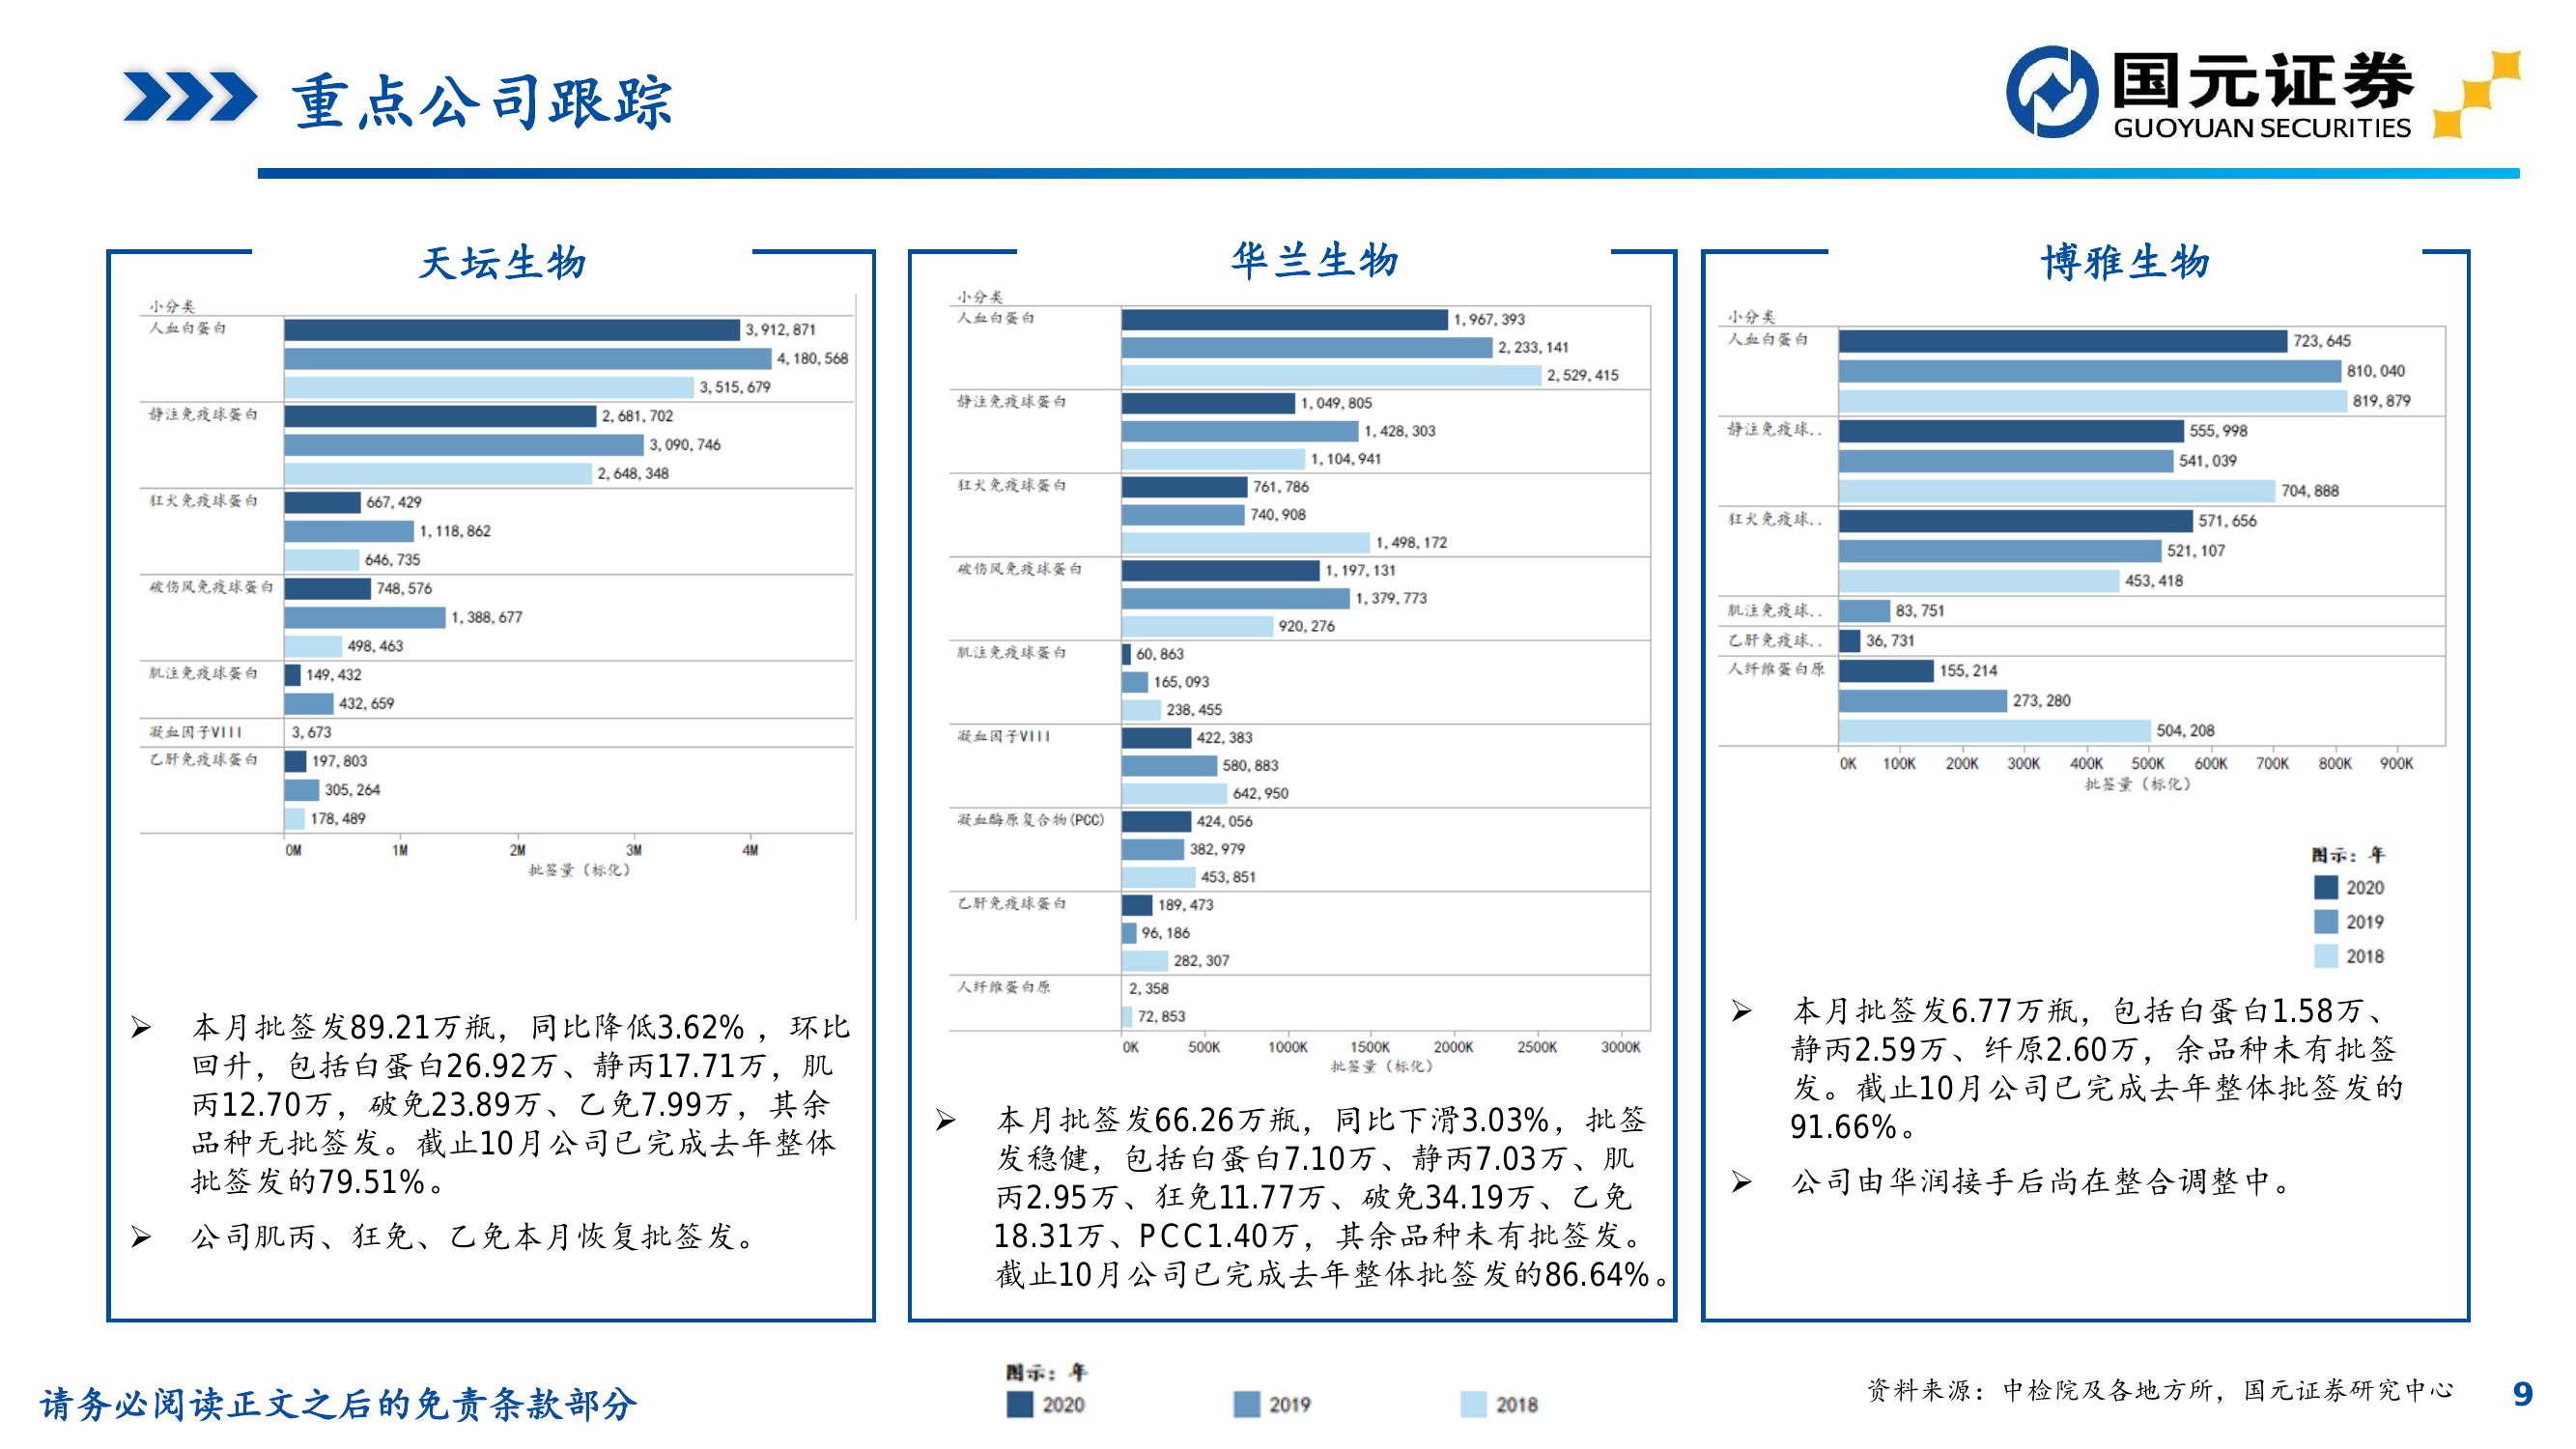 重点公司跟踪
国元证券
GUOYUAN SECURITIES
天坛生物
小分类
人血白蛋白
3,912,871
4,180,568
3,515,679
静注免疫球蛋白
2,681,702
3,090,746
2,648,348
狂犬免疫球蛋白
667,429
1,118,862
646,735
破伤风免疫球蛋白
748,576
1,388,677
498,463
肌注免疫球蛋白
149,432
432,659
凝血因子VIII
3,673
乙肝免疫球蛋白
197,803
305,264
178,489
0M 1M 2M 3M 4M
批签量（标化）
本月批签发89.21万瓶，同比降低3.62% ，环比
回升，包括白蛋白26.92万、静丙17.71万，肌
丙12.70万，破免23.89万、乙免7.99万，其余
品种无批签发。截止10月公司已完成去年整体
批签发的79.51%。
公司肌丙、狂免、乙免本月恢复批签发。
华兰生物
小分类
人血白蛋白
1,967,393
2,233,141
2,529,415
静注免疫球蛋白
1,049,805
1,428,303
1,104,941
狂犬免疫球蛋白
761,786
740,908
1,498,172
破伤风免疫球蛋白
1,197,131
1,379,773
920,276
肌注免疫球蛋白
60,863
165,093
238,455
凝血因子VIII
422,383
580,883
642,950
凝血酶原复合物(PCC)
424,056
382,979
453,851
乙肝免疫球蛋白
189,473
96,186
282,307
人纤维蛋白原
2,358
72,853
0K 500K 1000K 1500K 2000K 2500K 3000K
批签量（标化）
本月批签发66.26万瓶，同比下滑3.03%，批签
发稳健，包括白蛋白7.10万、静丙7.03万、肌
丙2.95万、狂免11.77万、破免34.19万、乙免
18.31万、PCC1.40万，其余品种未有批签发。
截止10月公司已完成去年整体批签发的86.64%。
博雅生物
小分类
人血白蛋白
723,645
810,040
819,879
静注免疫球..
555,998
541,039
704,888
狂犬免疫球..
571,656
521,107
453,418
肌注免疫球..
83,751
乙肝免疫球..
36,731
人纤维蛋白原
155,214
273,280
504,208
0K 100K 200K 300K 400K 500K 600K 700K 800K 900K
批签量（标化）
图示：年
2020
2019
2018
本月批签发6.77万瓶，包括白蛋白1.58万、
静丙2.59万、纤原2.60万，余品种未有批签
发。截止10月公司已完成去年整体批签发的
91.66%。
公司由华润接手后尚在整合调整中。
图示：年
2020 2019 2018
请务必阅读正文之后的免责条款部分
资料来源：中检院及各地方所，国元证券研究中心
9